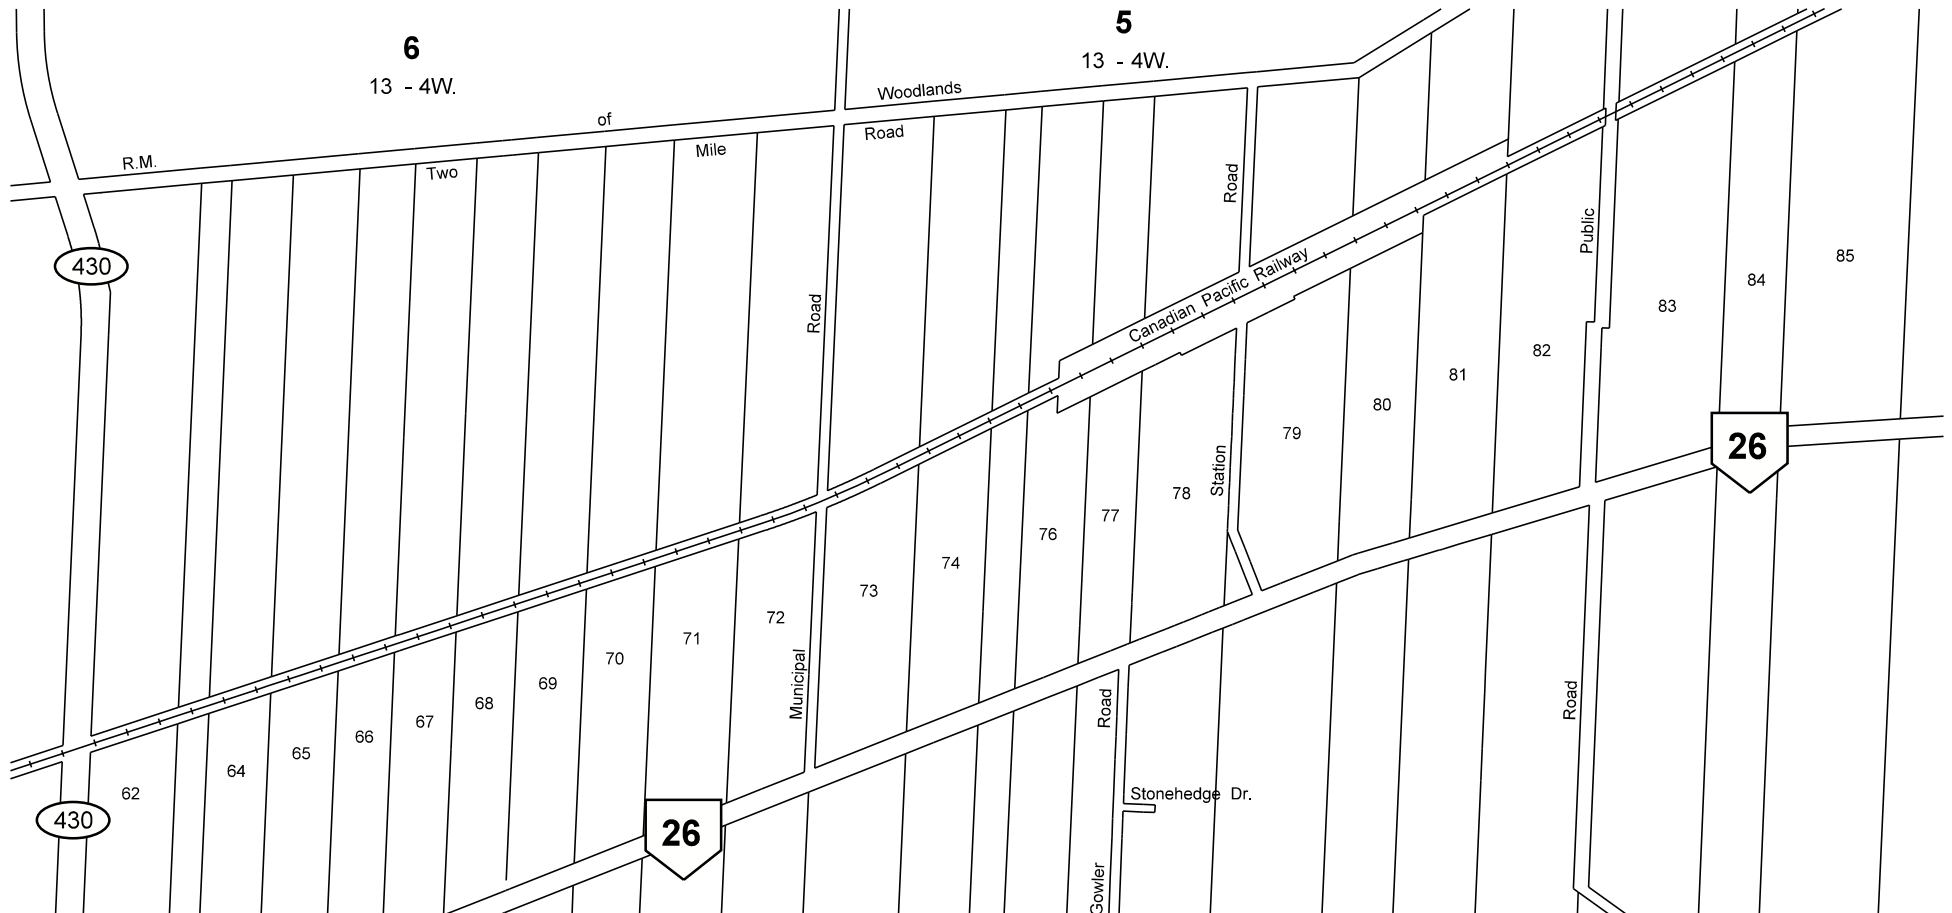 6
13 - 4W.
5
13 - 4W.
R.M. of Woodlands
Two Mile Road
430
430
Canadian Pacific Railway
Municipal Road
Station Road
Public Road
Gowler Road
Stonehedge Dr.
26
26
62
64
65
66
67
68
69
70
71
72
73
74
76
77
78
79
80
81
82
83
84
85